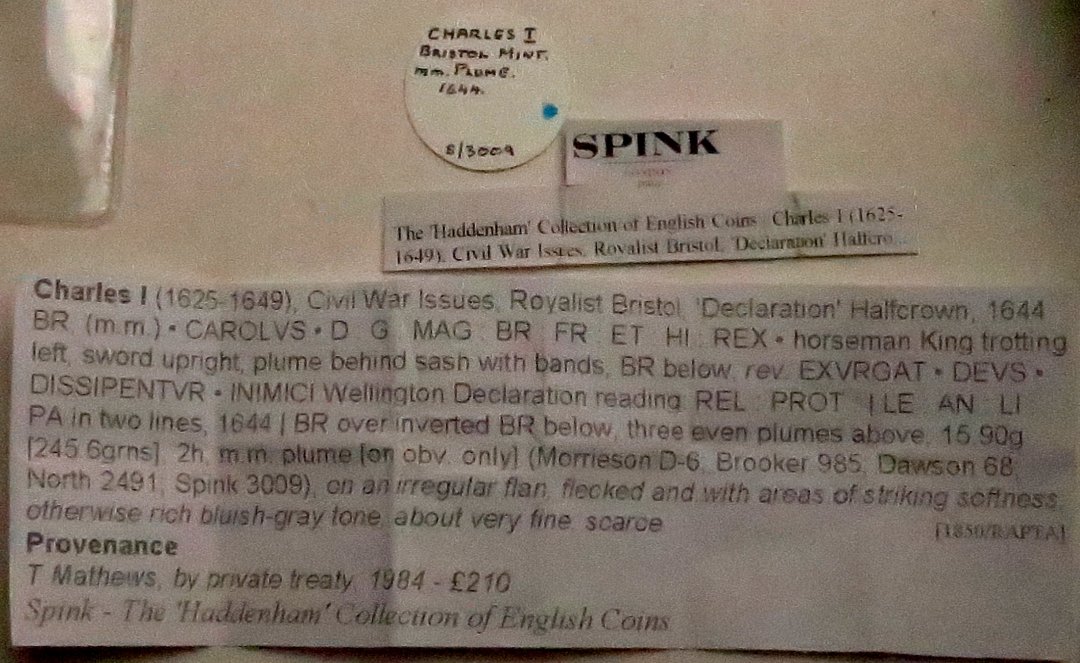 CHARLES I
BRISTOL MINT.
mm. PLUME.
1644.
S/3009
SPINK
The 'Haddenham' Collection of English Coins Charles I (1625-
1649), Civil War Issues, Royalist Bristol, 'Declaration' Halfcro...
Charles I (1625-1649), Civil War Issues, Royalist Bristol, 'Declaration' Halfcrown, 1644
BR, (m.m.) • CAROLVS • D G MAG BR FR ET HI REX • horseman King trotting
left, sword upright, plume behind sash with bands, BR below, rev. EXVRGAT • DEVS •
DISSIPENTVR • INIMICI Wellington Declaration reading REL PROT | LE AN LI
PA in two lines, 1644 | BR over inverted BR below, three even plumes above, 15.90g
[245.6grns], 2h, m.m. plume [on obv. only] (Morrieson D-6, Brooker 985, Dawson 68,
North 2491, Spink 3009), on an irregular flan, flecked and with areas of striking softness,
otherwise rich bluish-gray tone, about very fine, scarce
Provenance
T Mathews, by private treaty, 1984 - £210
Spink - The 'Haddenham' Collection of English Coins